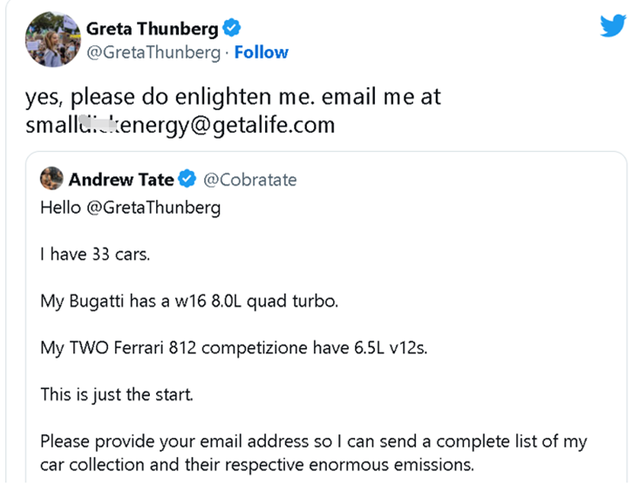 Greta Thunberg
@GretaThunberg · Follow
yes, please do enlighten me. email me at
smalldickenergy@getalife.com
Andrew Tate @Cobratate
Hello @GretaThunberg
I have 33 cars.
My Bugatti has a w16 8.0L quad turbo.
My TWO Ferrari 812 competizione have 6.5L v12s.
This is just the start.
Please provide your email address so I can send a complete list of my
car collection and their respective enormous emissions.